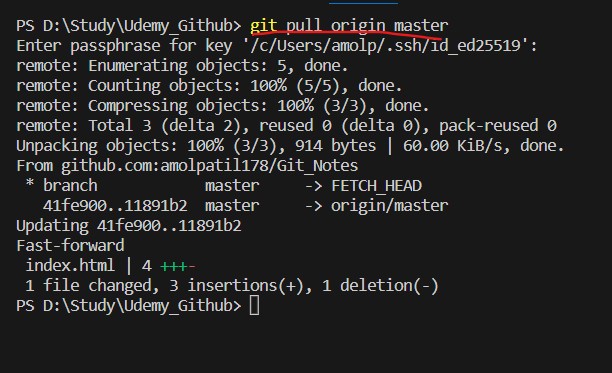 PS D:\Study\Udemy_Github> git pull origin master
Enter passphrase for key '/c/Users/amolp/.ssh/id_ed25519':
remote: Enumerating objects: 5, done.
remote: Counting objects: 100% (5/5), done.
remote: Compressing objects: 100% (3/3), done.
remote: Total 3 (delta 2), reused 0 (delta 0), pack-reused 0
Unpacking objects: 100% (3/3), 914 bytes | 60.00 KiB/s, done.
From github.com:amolpatil178/Git_Notes
 * branch            master     -> FETCH_HEAD
   41fe900..11891b2  master     -> origin/master
Updating 41fe900..11891b2
Fast-forward
 index.html | 4 +++-
 1 file changed, 3 insertions(+), 1 deletion(-)
PS D:\Study\Udemy_Github>